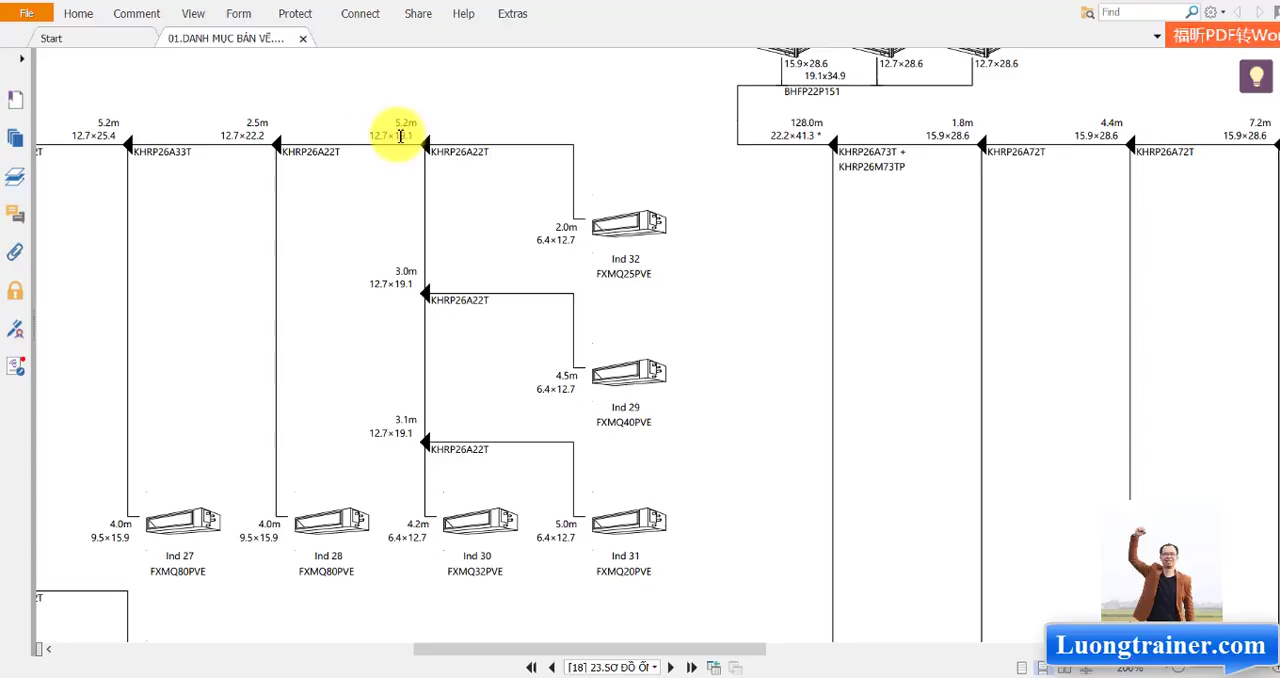 File Home Comment View Form Protect Connect Share Help Extras
Find
Start
01.DANH MỤC BẢN VẼ....
福昕PDF转Wor
15.9×28.6
12.7×28.6
12.7×28.6
19.1x34.9
BHFP22P151
5.2m
12.7×25.4
KHRP26A33T
2.5m
12.7×22.2
KHRP26A22T
5.2m
12.7×19.1
KHRP26A22T
128.0m
22.2×41.3 *
KHRP26A73T +
KHRP26M73TP
1.8m
15.9×28.6
KHRP26A72T
4.4m
15.9×28.6
KHRP26A72T
7.2m
15.9×28.6
2T
2.0m
6.4×12.7
Ind 32
FXMQ25PVE
3.0m
12.7×19.1
KHRP26A22T
4.5m
6.4×12.7
Ind 29
FXMQ40PVE
3.1m
12.7×19.1
KHRP26A22T
4.0m
9.5×15.9
Ind 27
FXMQ80PVE
4.0m
9.5×15.9
Ind 28
FXMQ80PVE
4.2m
6.4×12.7
Ind 30
FXMQ32PVE
5.0m
6.4×12.7
Ind 31
FXMQ20PVE
2T
Luongtrainer.com
[18] 23.SƠ ĐỒ ỐI
200%